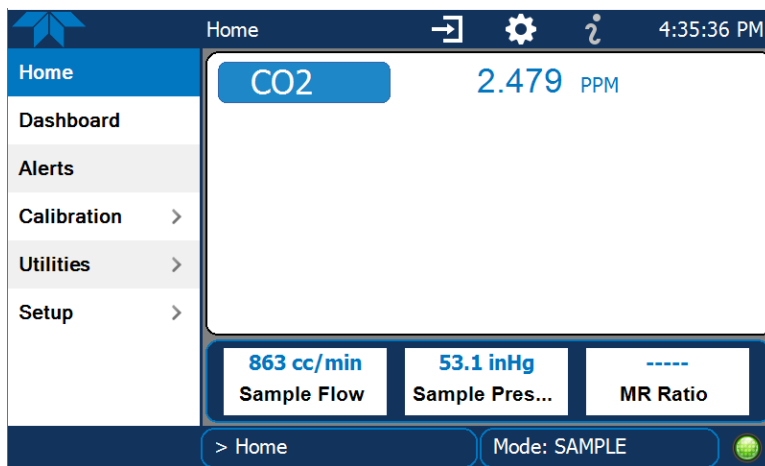 Home
4:35:36 PM
Home
Dashboard
Alerts
Calibration
Utilities
Setup
CO2 2.479 PPM
863 cc/min
Sample Flow
53.1 inHg
Sample Pres...
-----
MR Ratio
> Home
Mode: SAMPLE